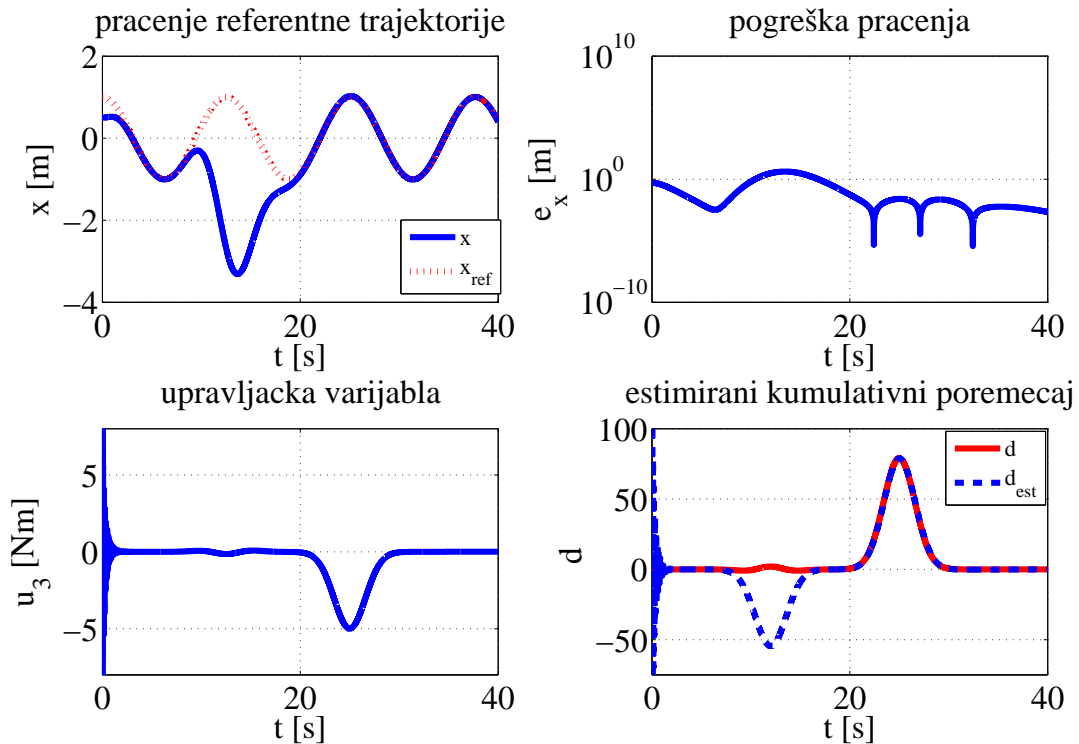 pracenje referentne trajektorije
2
0
−2
−4
x [m]
0
20
40
t [s]
x
x_ref
pogreška pracenja
10^10
10^0
10^−10
e_x [m]
0
20
40
t [s]
upravljacka varijabla
5
0
−5
u_3 [Nm]
0
20
40
t [s]
estimirani kumulativni poremecaj
100
50
0
−50
d
0
20
40
t [s]
d
d_est